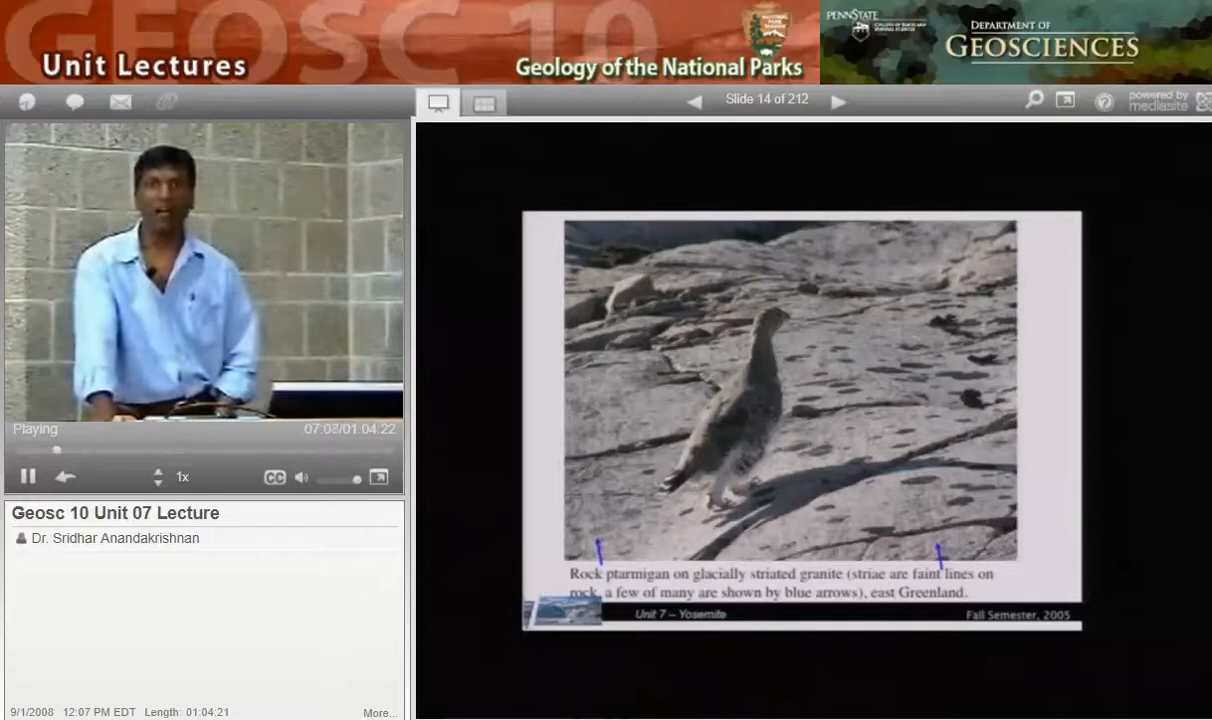 GEOSC 10
Unit Lectures
Geology of the National Parks
NATIONAL PARK SERVICE
PENNSTATE
DEPARTMENT OF
GEOSCIENCES
Slide 14 of 212
powered by
mediasite
Playing
07:08/01:04:22
1x
CC
Geosc 10 Unit 07 Lecture
Dr. Sridhar Anandakrishnan
9/1/2008 12:07 PM EDT Length: 01:04:21
More...
Rock ptarmigan on glacially striated granite (striae are faint lines on
rock, a few of many are shown by blue arrows), east Greenland.
Unit 7 – Yosemite
Fall Semester, 2005